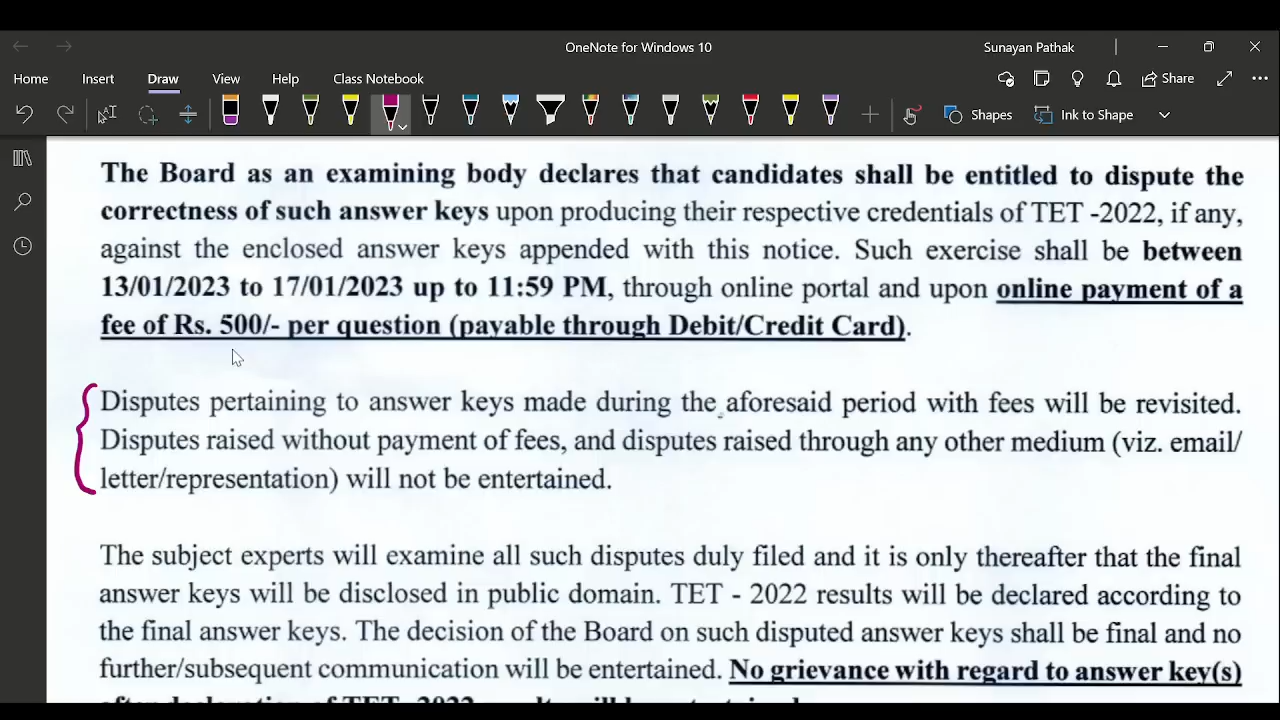 OneNote for Windows 10
Sunayan Pathak
Home Insert Draw View Help Class Notebook
Share
Shapes Ink to Shape
The Board as an examining body declares that candidates shall be entitled to dispute the
correctness of such answer keys upon producing their respective credentials of TET -2022, if any,
against the enclosed answer keys appended with this notice. Such exercise shall be between
13/01/2023 to 17/01/2023 up to 11:59 PM, through online portal and upon online payment of a
fee of Rs. 500/- per question (payable through Debit/Credit Card).
Disputes pertaining to answer keys made during the aforesaid period with fees will be revisited.
Disputes raised without payment of fees, and disputes raised through any other medium (viz. email/
letter/representation) will not be entertained.
The subject experts will examine all such disputes duly filed and it is only thereafter that the final
answer keys will be disclosed in public domain. TET - 2022 results will be declared according to
the final answer keys. The decision of the Board on such disputed answer keys shall be final and no
further/subsequent communication will be entertained. No grievance with regard to answer key(s)